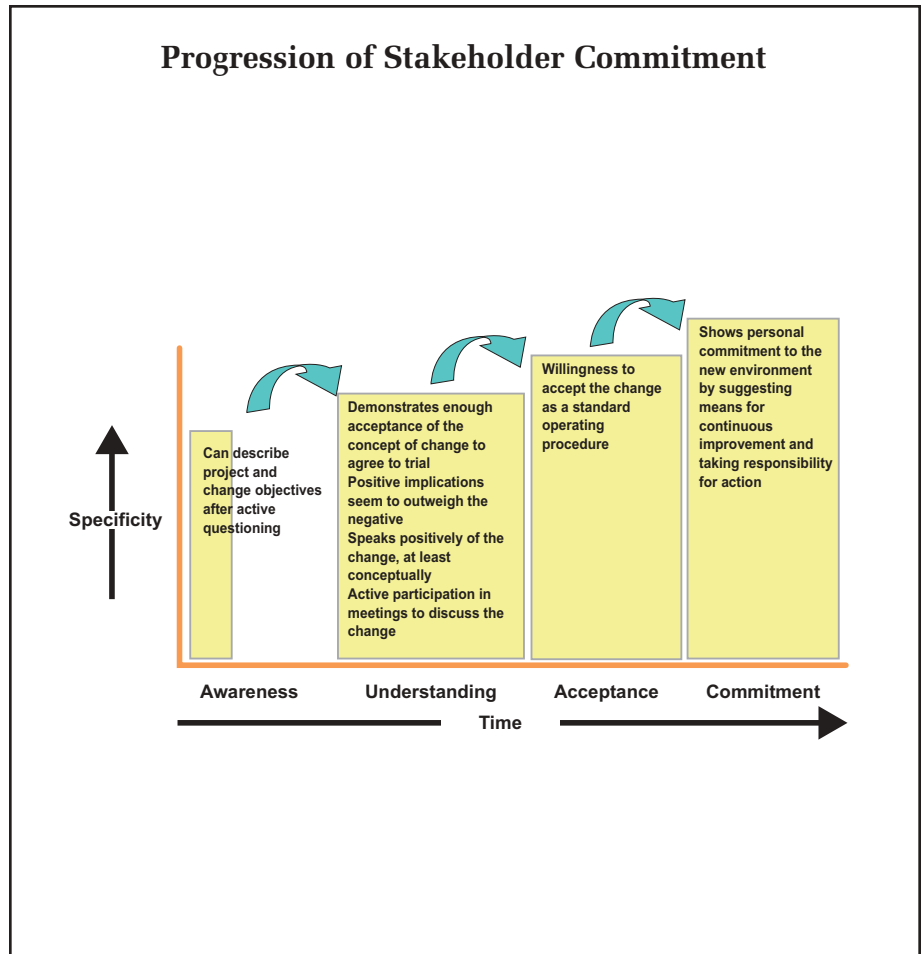 Progression of Stakeholder Commitment
Specificity
Can describe
project and
change objectives
after active
questioning
Demonstrates enough
acceptance of the
concept of change to
agree to trial
Positive implications
seem to outweigh the
negative
Speaks positively of the
change, at least
conceptually
Active participation in
meetings to discuss the
change
Willingness to
accept the change
as a standard
operating
procedure
Shows personal
commitment to the
new environment
by suggesting
means for
continuous
improvement and
taking responsibility
for action
Awareness
Understanding
Acceptance
Commitment
Time